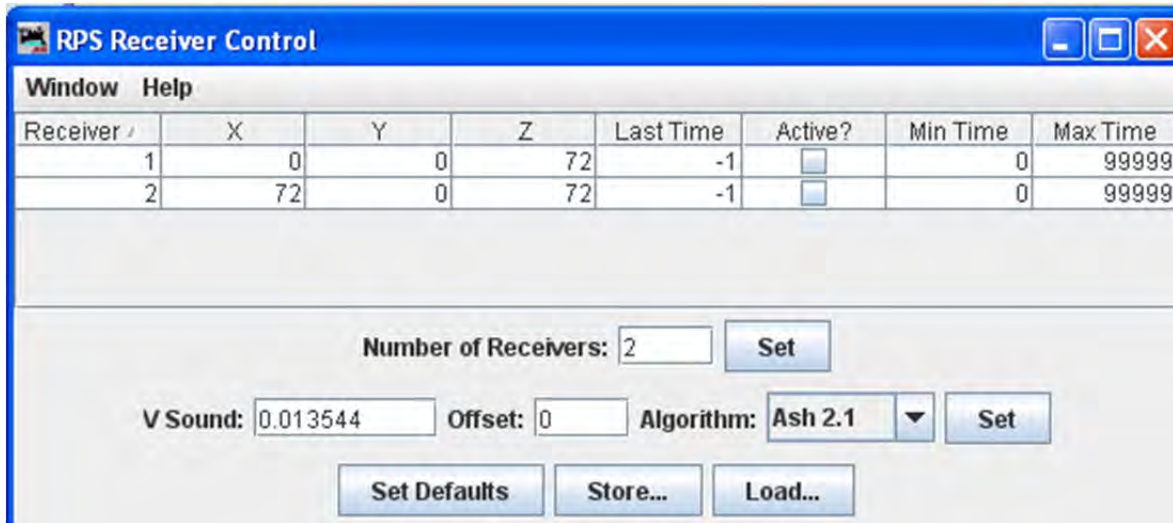 RPS Receiver Control
Window Help
Receiver X Y Z Last Time Active? Min Time Max Time
1 0 0 72 -1 0 99999
2 72 0 72 -1 0 99999
Number of Receivers: 2 Set
V Sound: 0.013544 Offset: 0 Algorithm: Ash 2.1 Set
Set Defaults Store... Load...